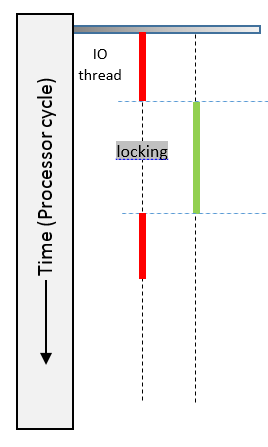 IO
thread
locking
Time (Processor cycle)